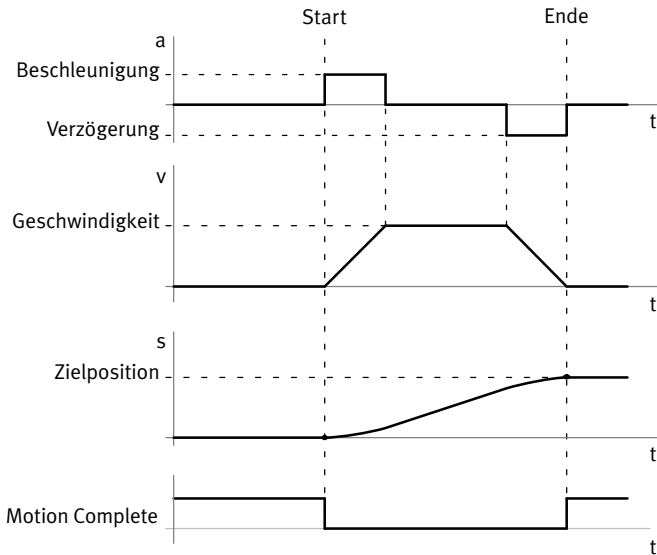 Start
Ende
a
Beschleunigung
t
Verzögerung
v
Geschwindigkeit
t
s
Zielposition
t
Motion Complete
t